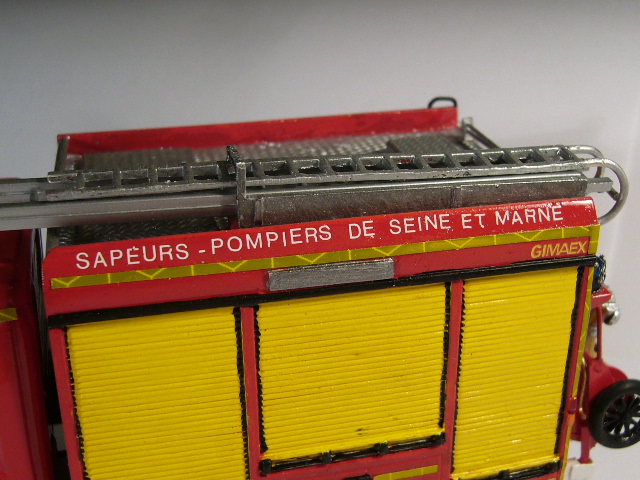 SAPEURS - POMPIERS DE SEINE ET MARNE
GIMAEX